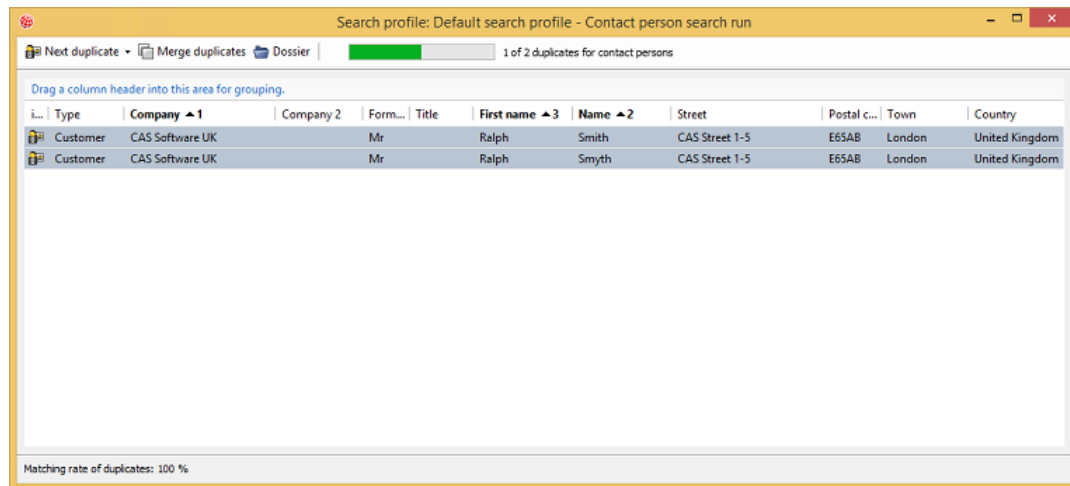 Search profile: Default search profile - Contact person search run
Next duplicate Merge duplicates Dossier 1 of 2 duplicates for contact persons
Drag a column header into this area for grouping.
i... Type Company 1 Company 2 Form... Title First name 3 Name 2 Street Postal c... Town Country
Customer CAS Software UK Mr Ralph Smith CAS Street 1-5 E65AB London United Kingdom
Customer CAS Software UK Mr Ralph Smyth CAS Street 1-5 E65AB London United Kingdom
Matching rate of duplicates: 100 %